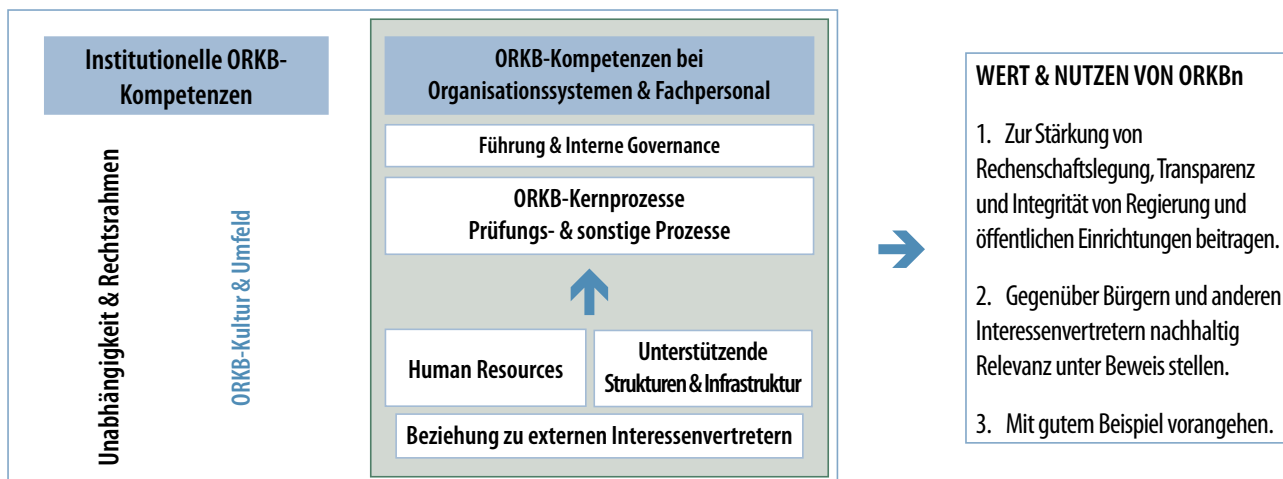 Institutionelle ORKB-
Kompetenzen
Unabhängigkeit & Rechtsrahmen
ORKB-Kultur & Umfeld
ORKB-Kompetenzen bei
Organisationssystemen & Fachpersonal
Führung & Interne Governance
ORKB-Kernprozesse
Prüfungs- & sonstige Prozesse
Human Resources
Unterstützende
Strukturen & Infrastruktur
Beziehung zu externen Interessenvertretern
WERT & NUTZEN VON ORKBn
1. Zur Stärkung von
Rechenschaftslegung, Transparenz
und Integrität von Regierung und
öffentlichen Einrichtungen beitragen.
2. Gegenüber Bürgern und anderen
Interessenvertretern nachhaltig
Relevanz unter Beweis stellen.
3. Mit gutem Beispiel vorangehen.